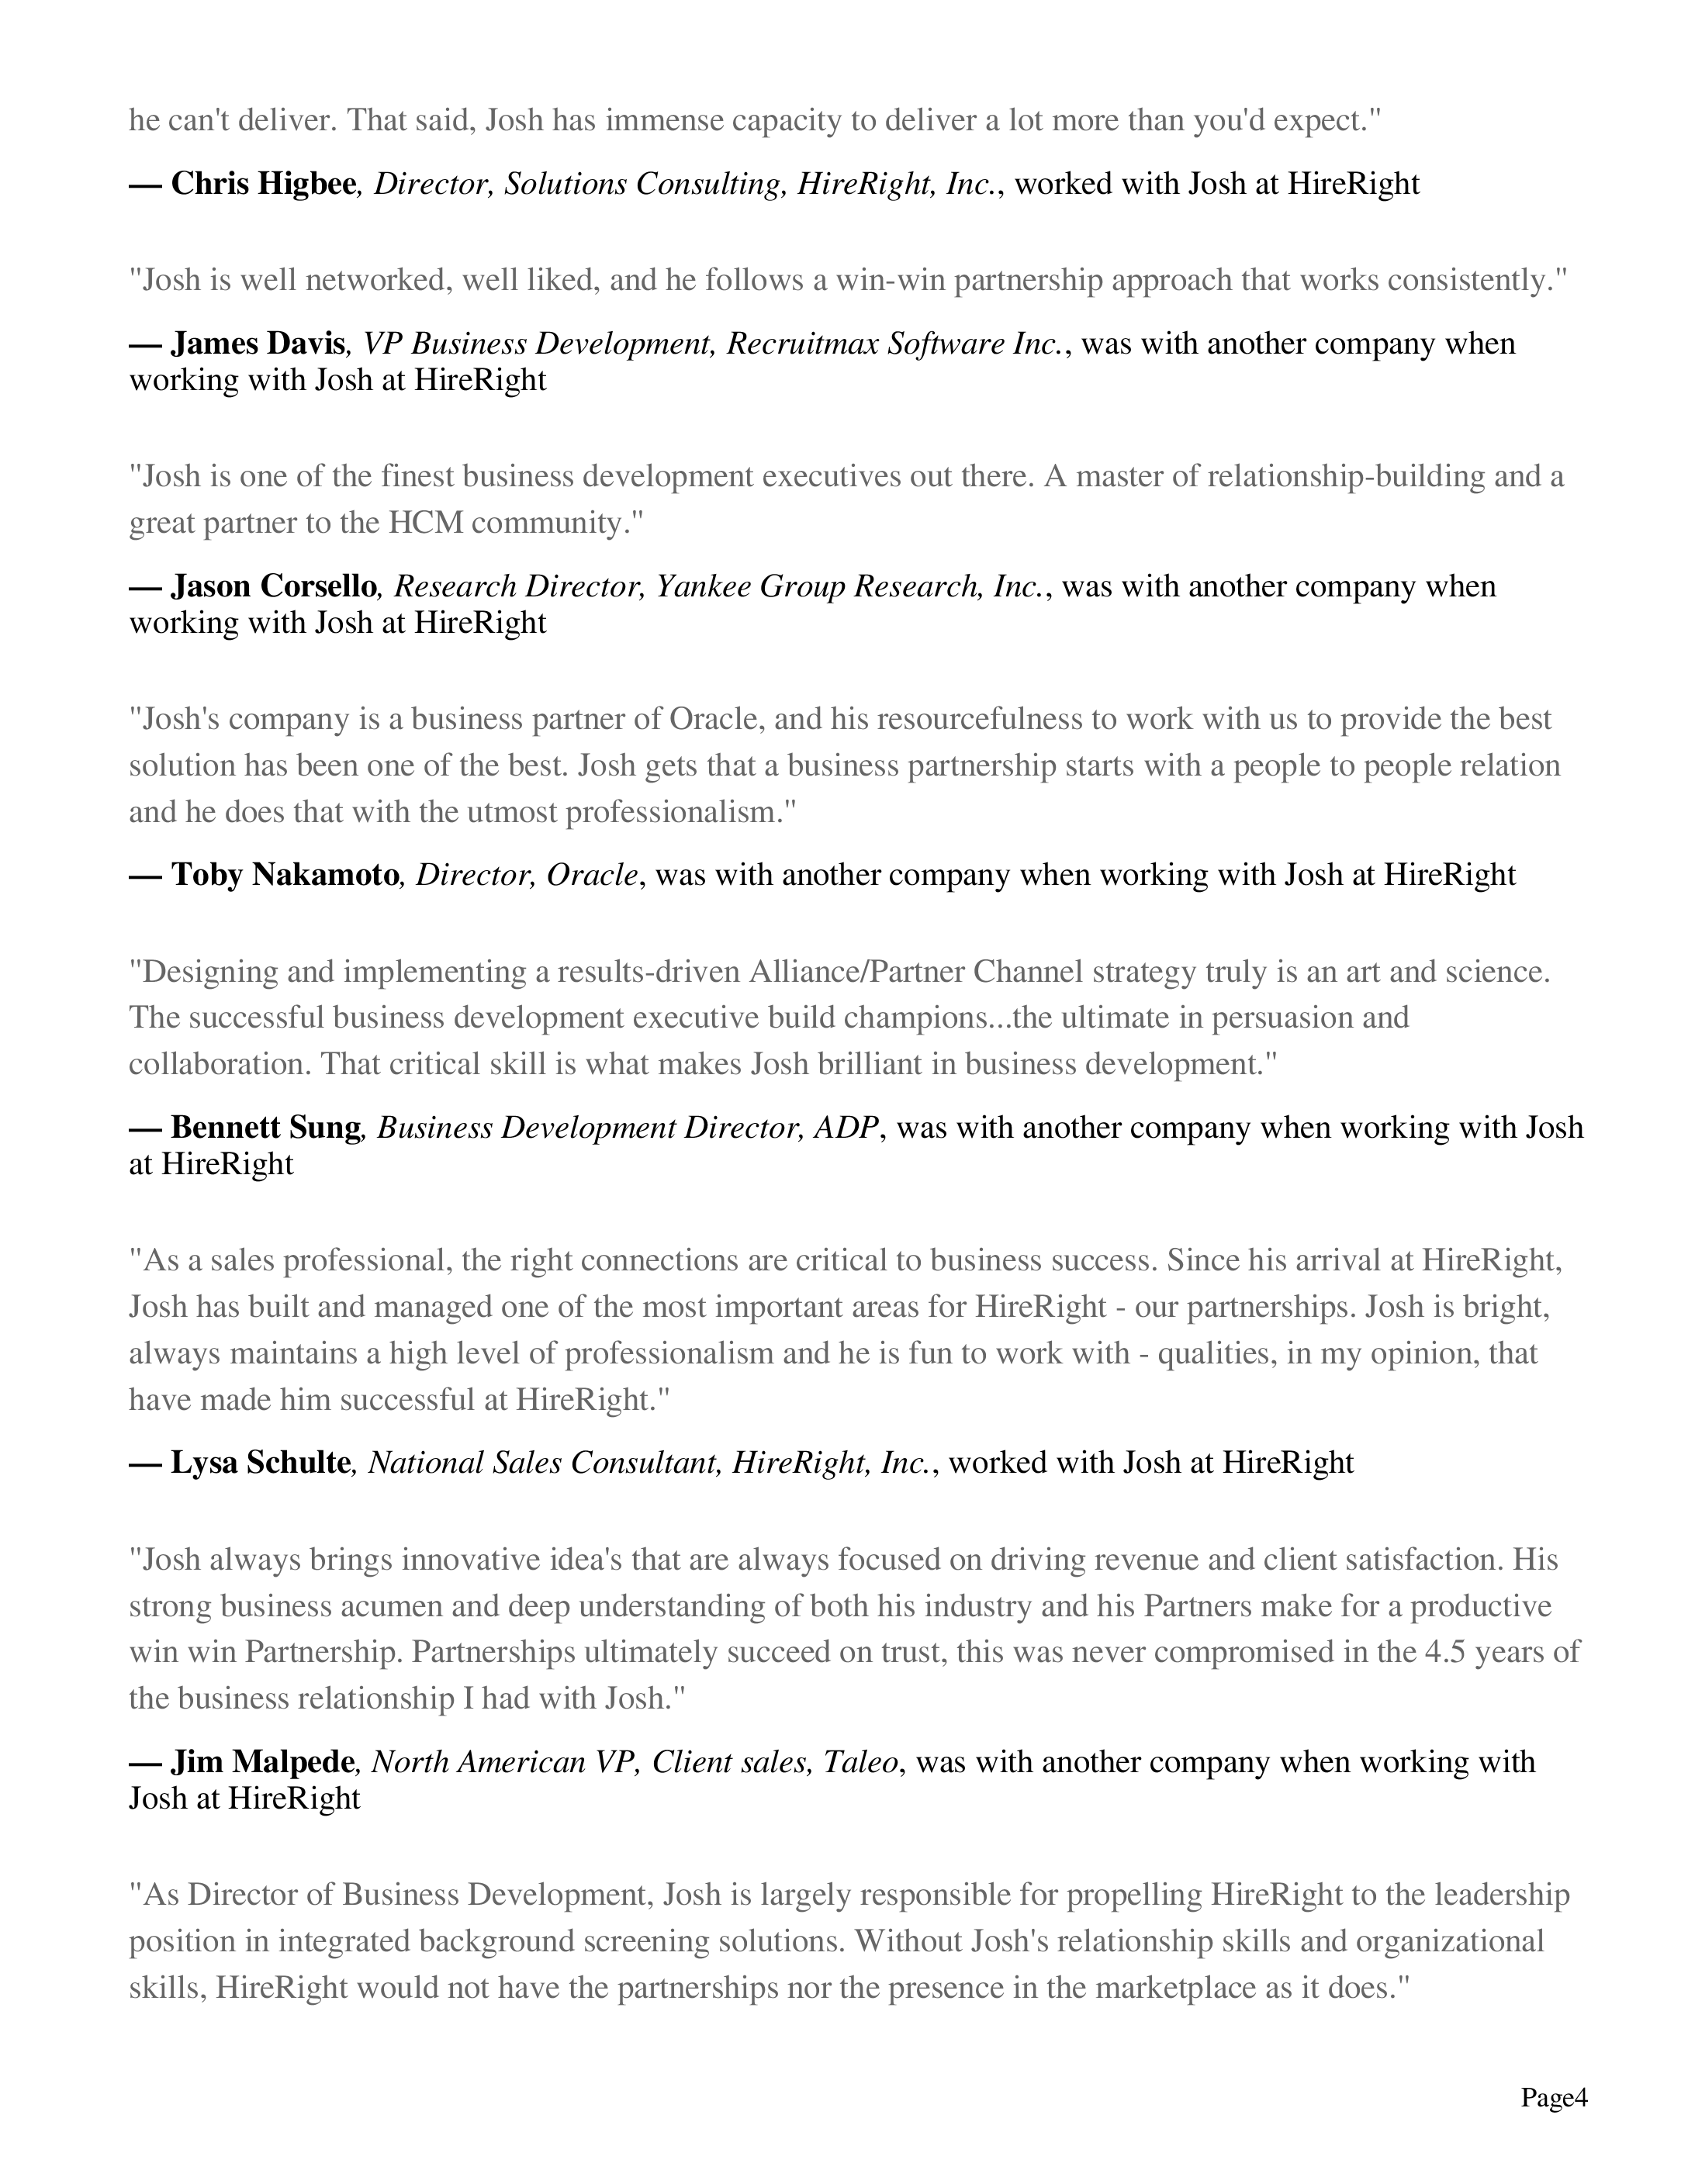 he can't deliver. That said, Josh has immense capacity to deliver a lot more than you'd expect."
— Chris Higbee, Director, Solutions Consulting, HireRight, Inc., worked with Josh at HireRight
"Josh is well networked, well liked, and he follows a win-win partnership approach that works consistently."
— James Davis, VP Business Development, Recruitmax Software Inc., was with another company when
working with Josh at HireRight
"Josh is one of the finest business development executives out there. A master of relationship-building and a
great partner to the HCM community."
— Jason Corsello, Research Director, Yankee Group Research, Inc., was with another company when
working with Josh at HireRight
"Josh's company is a business partner of Oracle, and his resourcefulness to work with us to provide the best
solution has been one of the best. Josh gets that a business partnership starts with a people to people relation
and he does that with the utmost professionalism."
— Toby Nakamoto, Director, Oracle, was with another company when working with Josh at HireRight
"Designing and implementing a results-driven Alliance/Partner Channel strategy truly is an art and science.
The successful business development executive build champions...the ultimate in persuasion and
collaboration. That critical skill is what makes Josh brilliant in business development."
— Bennett Sung, Business Development Director, ADP, was with another company when working with Josh
at HireRight
"As a sales professional, the right connections are critical to business success. Since his arrival at HireRight,
Josh has built and managed one of the most important areas for HireRight - our partnerships. Josh is bright,
always maintains a high level of professionalism and he is fun to work with - qualities, in my opinion, that
have made him successful at HireRight."
— Lysa Schulte, National Sales Consultant, HireRight, Inc., worked with Josh at HireRight
"Josh always brings innovative idea's that are always focused on driving revenue and client satisfaction. His
strong business acumen and deep understanding of both his industry and his Partners make for a productive
win win Partnership. Partnerships ultimately succeed on trust, this was never compromised in the 4.5 years of
the business relationship I had with Josh."
— Jim Malpede, North American VP, Client sales, Taleo, was with another company when working with
Josh at HireRight
"As Director of Business Development, Josh is largely responsible for propelling HireRight to the leadership
position in integrated background screening solutions. Without Josh's relationship skills and organizational
skills, HireRight would not have the partnerships nor the presence in the marketplace as it does."
Page4